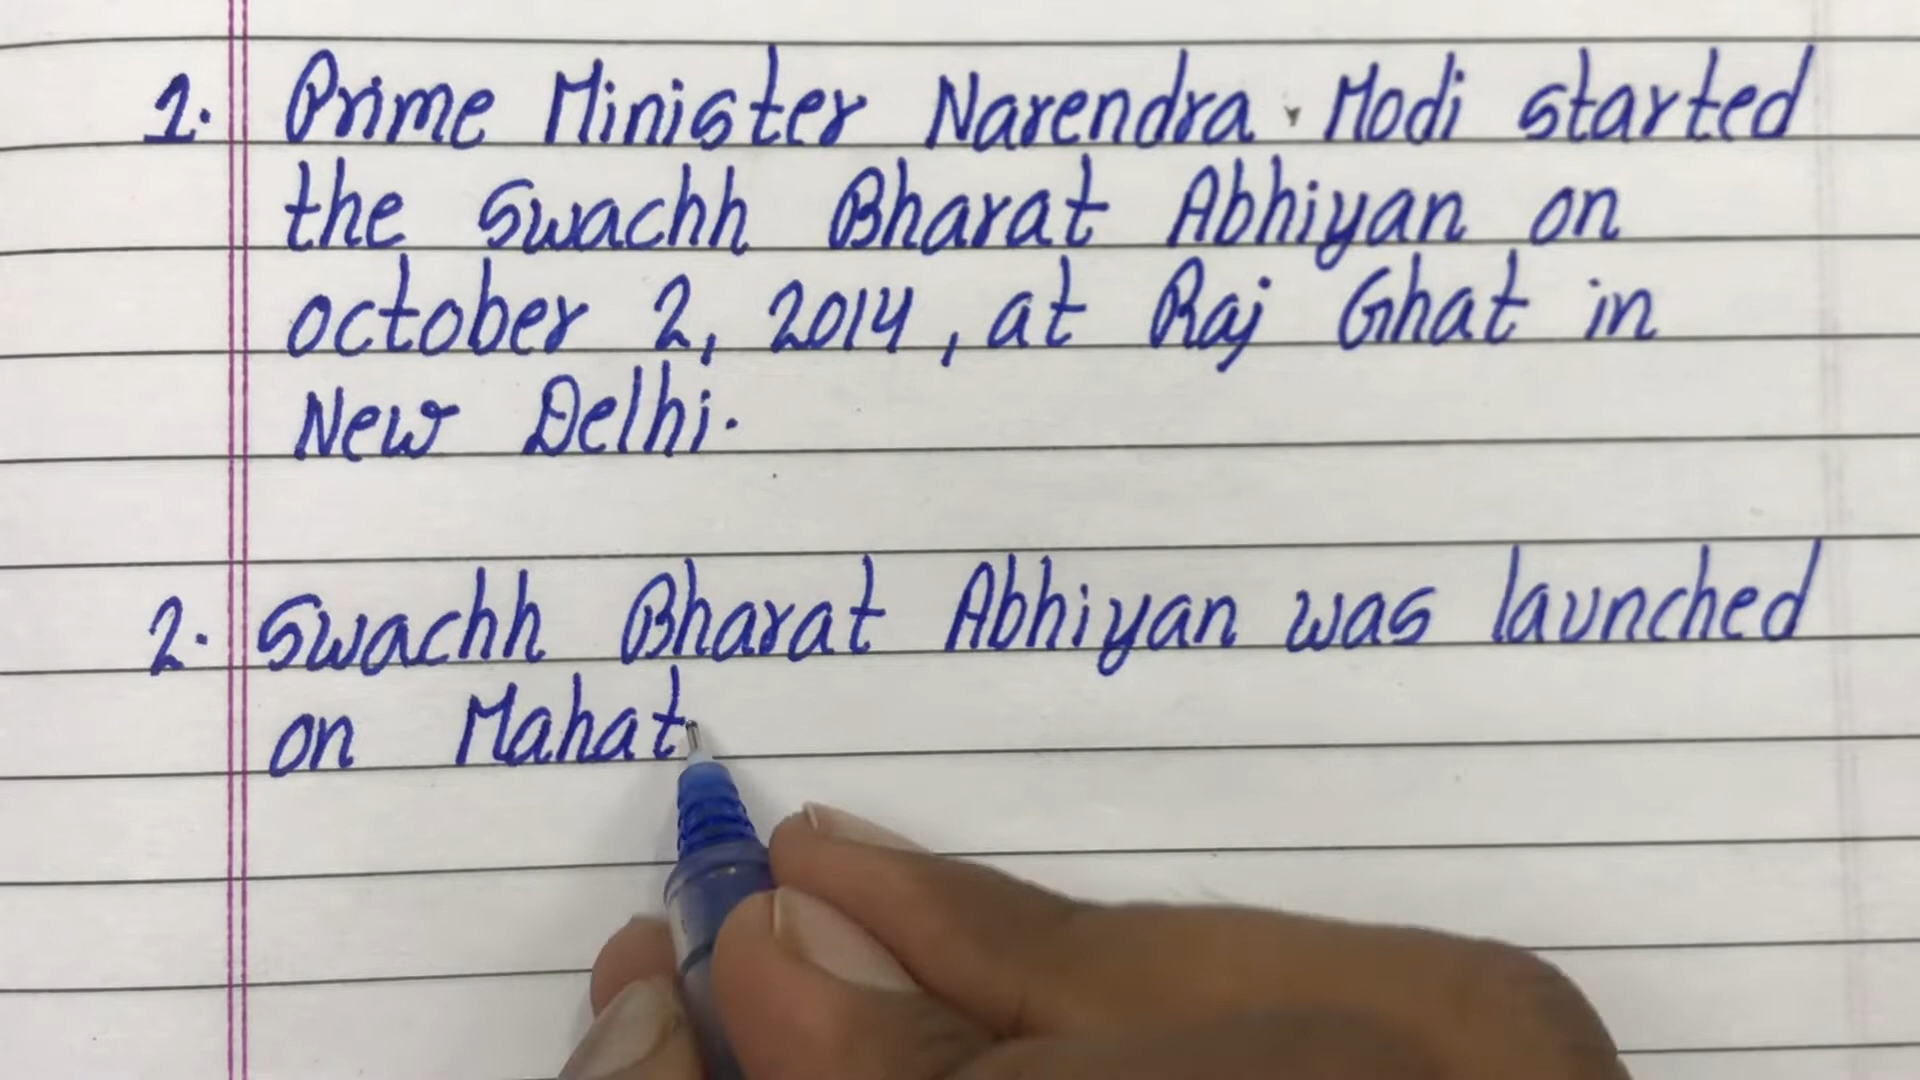 1. Prime Minister Narendra Modi started
the Swachh Bharat Abhiyan on
october 2, 2014, at Raj Ghat in
New Delhi.
2. Swachh Bharat Abhiyan was launched
on Mahat